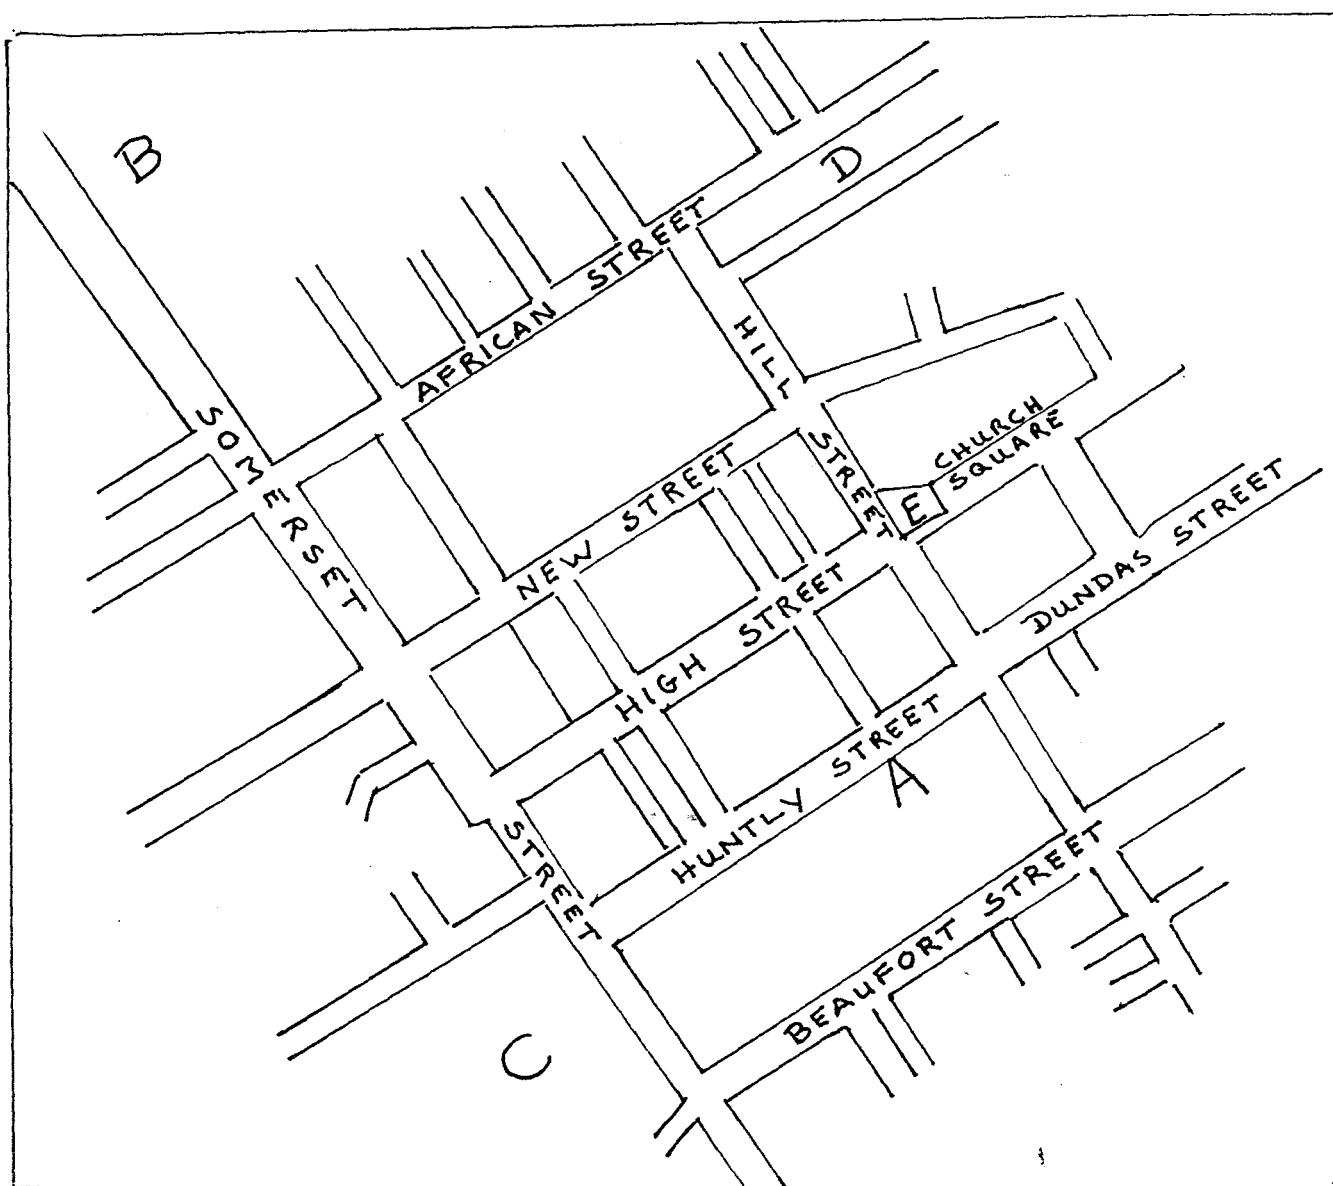 B
D
AFRICAN STREET
HILL STREET
SOMERSET STREET
CHURCH
SQUARE
E
NEW STREET
HIGH STREET
DUNDAS STREET
HUNTLY STREET
A
BEAUFORT STREET
C